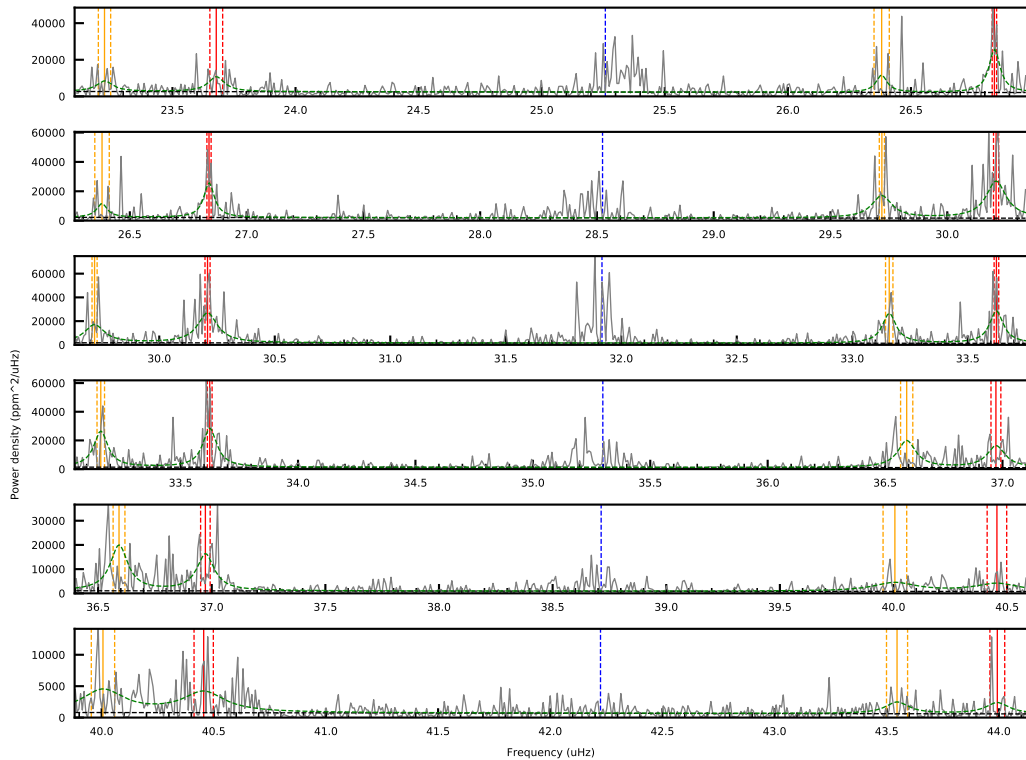 40000
20000
0
23.5 24.0 24.5 25.0 25.5 26.0 26.5
60000
40000
20000
0
26.5 27.0 27.5 28.0 28.5 29.0 29.5 30.0
60000
40000
20000
0
30.0 30.5 31.0 31.5 32.0 32.5 33.0 33.5
Power density (ppm^2/uHz)
60000
40000
20000
0
33.5 34.0 34.5 35.0 35.5 36.0 36.5 37.0
30000
20000
10000
0
36.5 37.0 37.5 38.0 38.5 39.0 39.5 40.0 40.5
10000
5000
0
40.0 40.5 41.0 41.5 42.0 42.5 43.0 43.5 44.0
Frequency (uHz)